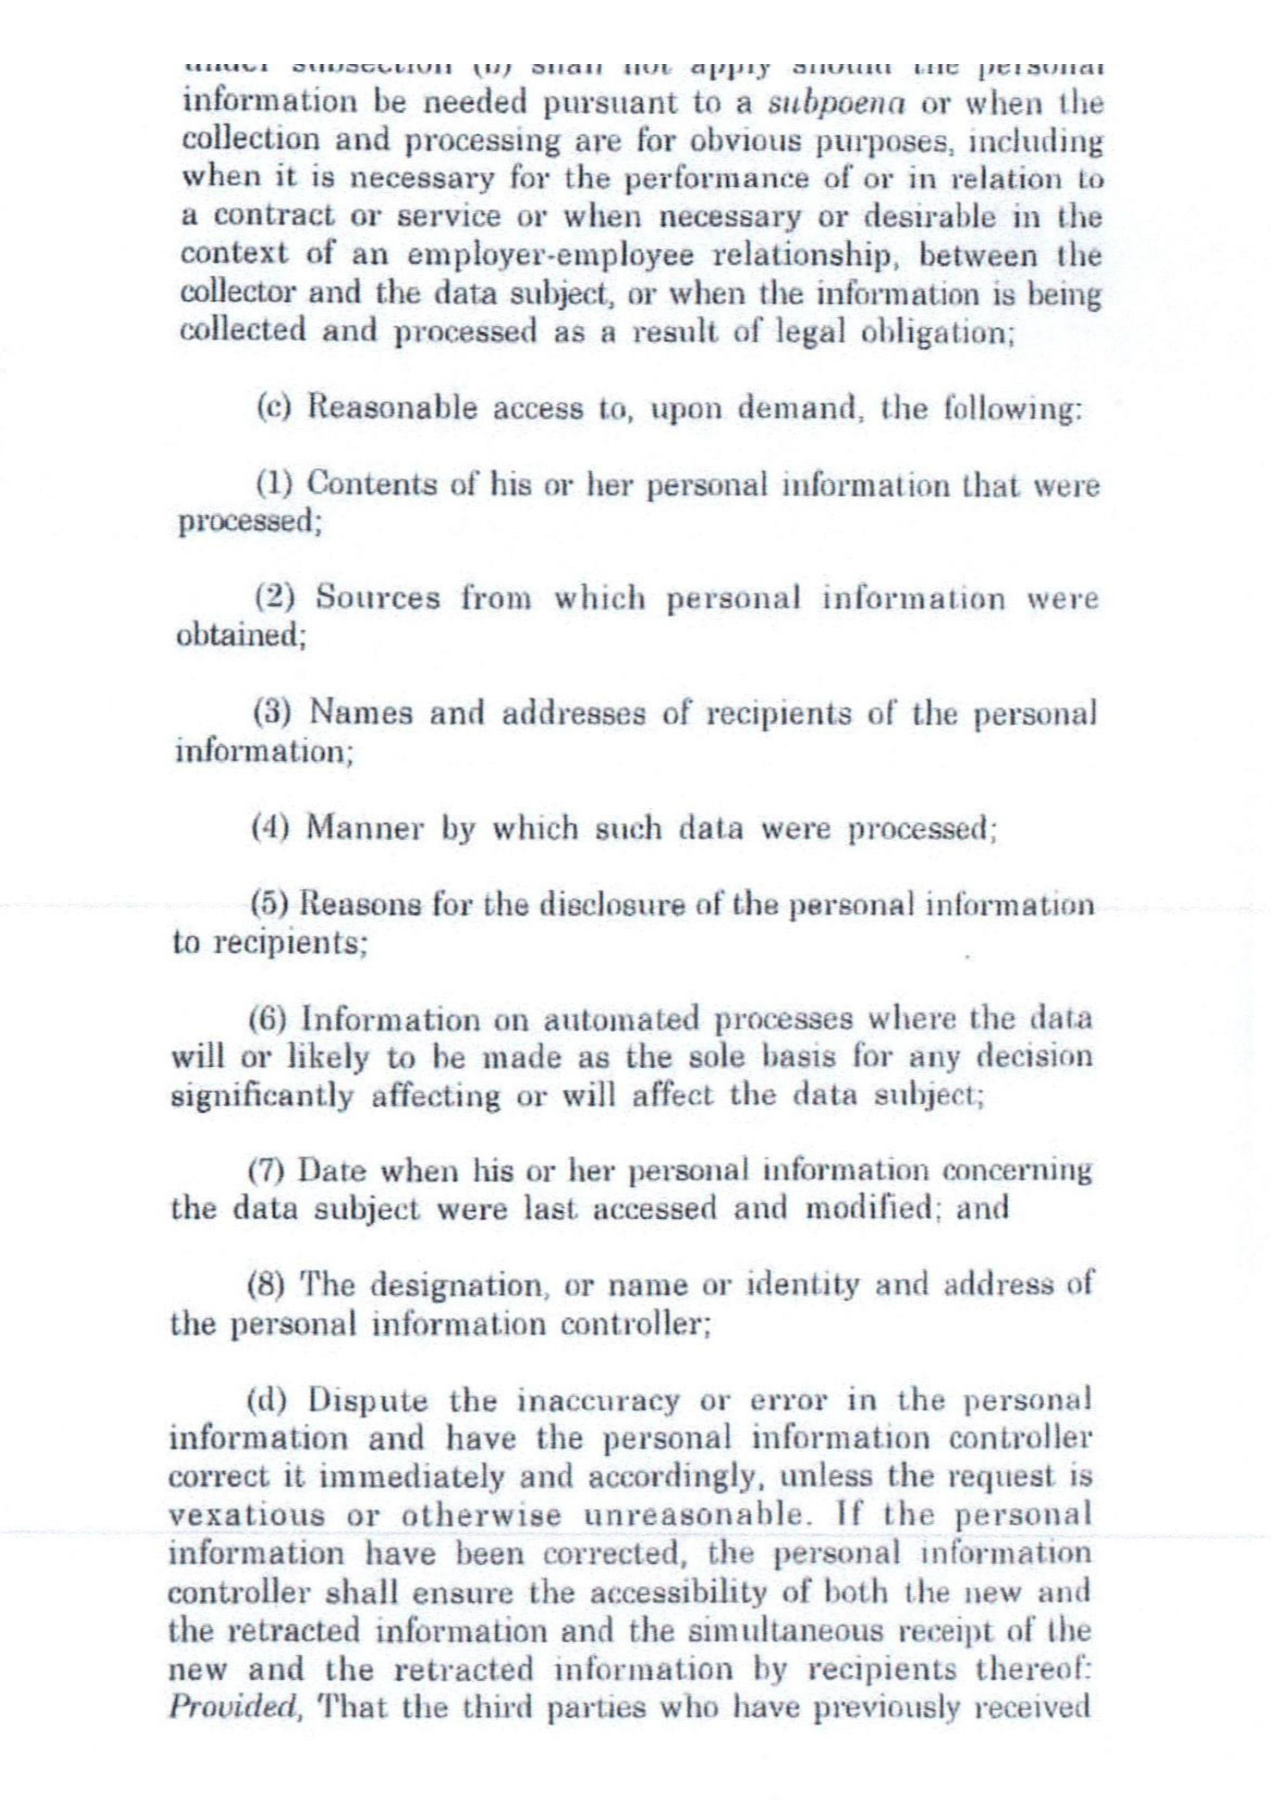 under subsection (b) shall not apply should the personal
information be needed pursuant to a subpoena or when the
collection and processing are for obvious purposes, including
when it is necessary for the performance of or in relation to
a contract or service or when necessary or desirable in the
context of an employer-employee relationship, between the
collector and the data subject, or when the information is being
collected and processed as a result of legal obligation;
(c) Reasonable access to, upon demand, the following:
(1) Contents of his or her personal information that were
processed;
(2) Sources from which personal information were
obtained;
(3) Names and addresses of recipients of the personal
information;
(4) Manner by which such data were processed;
(5) Reasons for the disclosure of the personal information
to recipients;
(6) Information on automated processes where the data
will or likely to be made as the sole basis for any decision
significantly affecting or will affect the data subject;
(7) Date when his or her personal information concerning
the data subject were last accessed and modified; and
(8) The designation, or name or identity and address of
the personal information controller;
(d) Dispute the inaccuracy or error in the personal
information and have the personal information controller
correct it immediately and accordingly, unless the request is
vexatious or otherwise unreasonable. If the personal
information have been corrected, the personal information
controller shall ensure the accessibility of both the new and
the retracted information and the simultaneous receipt of the
new and the retracted information by recipients thereof:
Provided, That the third parties who have previously received